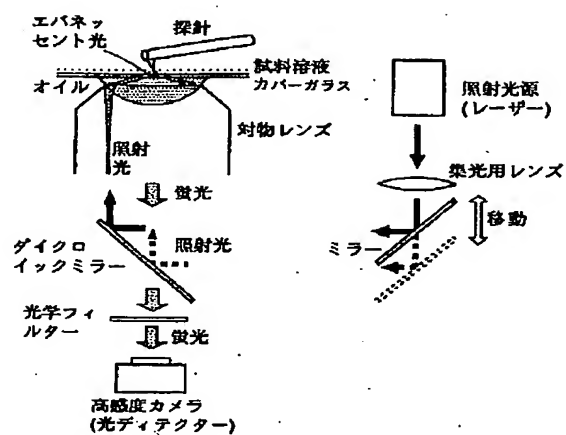 エバネッ
セント光
探針
オイル
試料溶液
カバーガラス
対物レンズ
照射
光
蛍光
照射光
ダイクロ
イックミラー
光学フィ
ルター
蛍光
高感度カメラ
(光ディテクター)
照射光源
(レーザー)
集光用レンズ
移動
ミラー